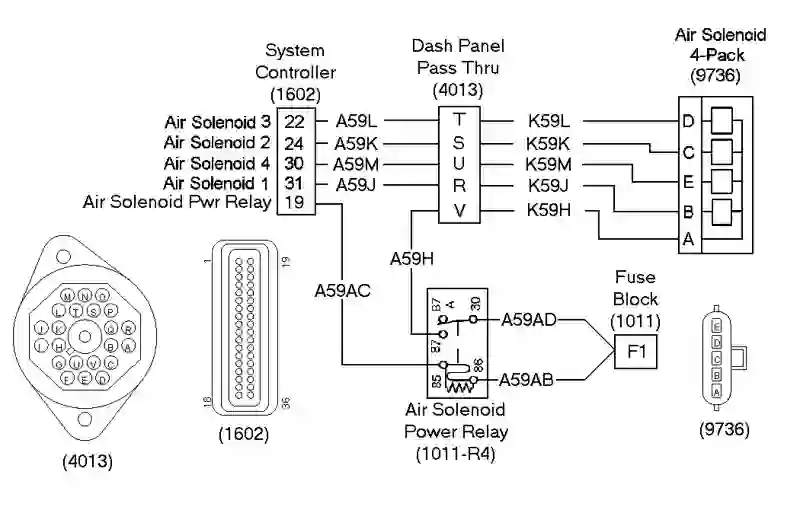 System
Controller
(1602)
Dash Panel
Pass Thru
(4013)
Air Solenoid
4-Pack
(9736)
Air Solenoid 3 22 A59L T K59L D
Air Solenoid 2 24 A59K S K59K C
Air Solenoid 4 30 A59M U K59M E
Air Solenoid 1 31 A59J R K59J B
Air Solenoid Pwr Relay 19 V K59H A
A59H
A59AC
Fuse
Block
(1011)
F1
87 A 30
87
85 86
A59AD
A59AB
Air Solenoid
Power Relay
(1011-R4)
M N O
L T S P
J K Q R
I H B A
G U V C
F E D
(4013)
1 19
18 36
(1602)
E
D
C
B
A
(9736)